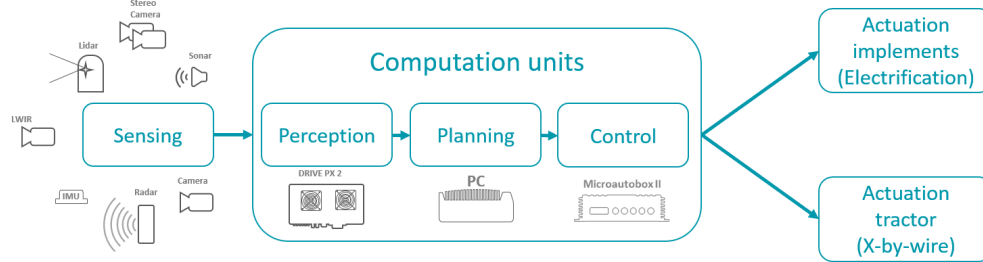 Stereo
Camera
Lidar
Sonar
LWIR
Sensing
IMU
Radar
Camera
Computation units
Perception
Planning
Control
DRIVE PX 2
PC
Microautobox II
Actuation
implements
(Electrification)
Actuation
tractor
(X-by-wire)